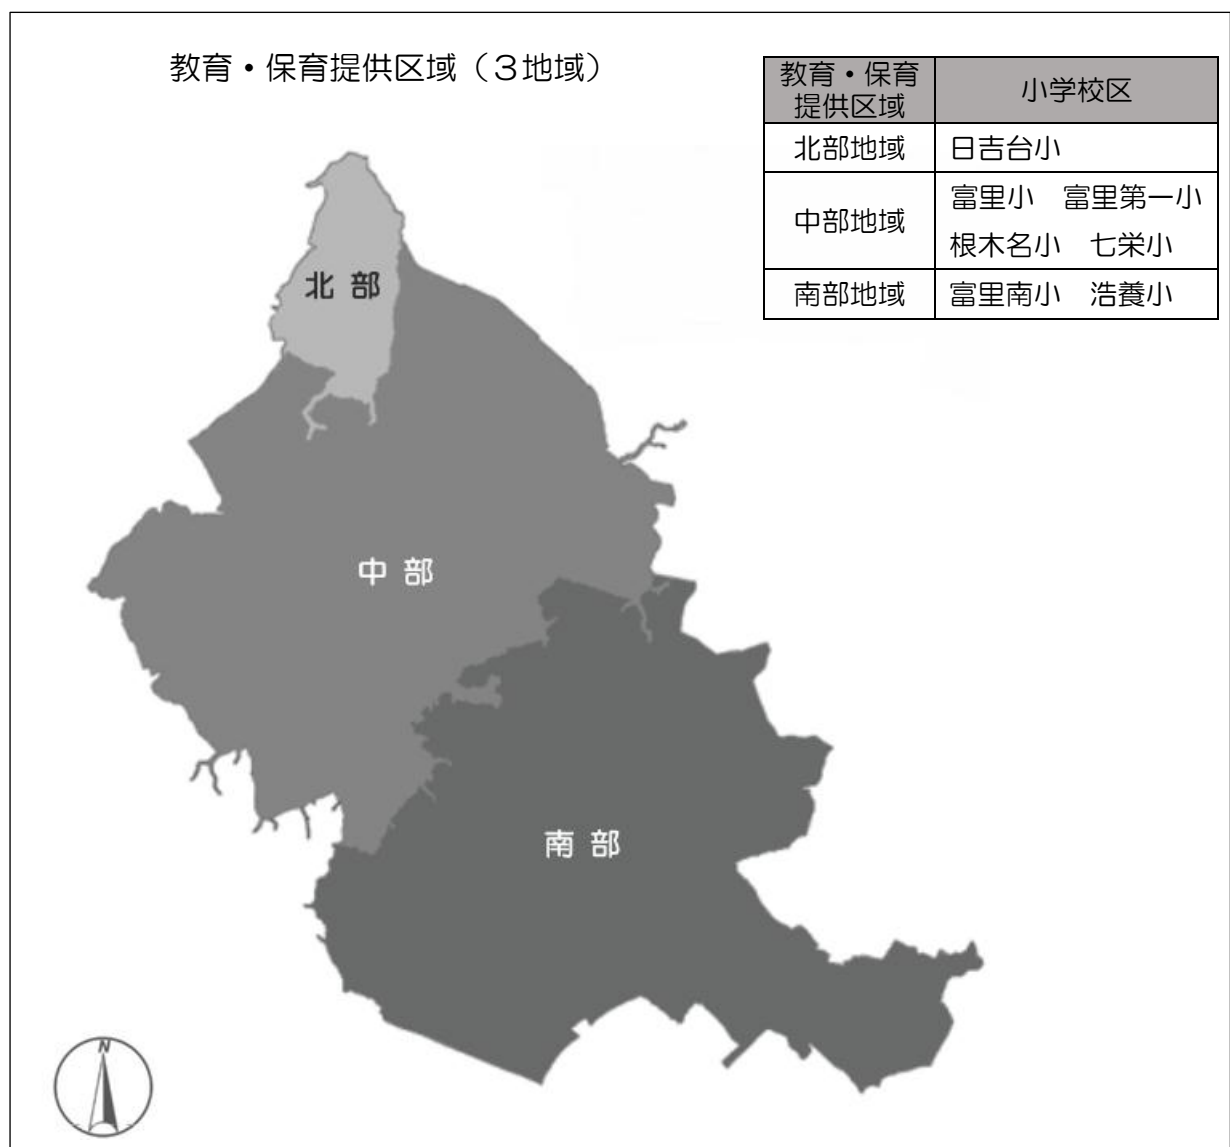 教育・保育提供区域（３地域）
教育・保育
提供区域
小学校区
北部地域
日吉台小
中部地域
富里小　富里第一小
根木名小　七栄小
南部地域
富里南小　浩養小
北 部
中 部
南 部
N